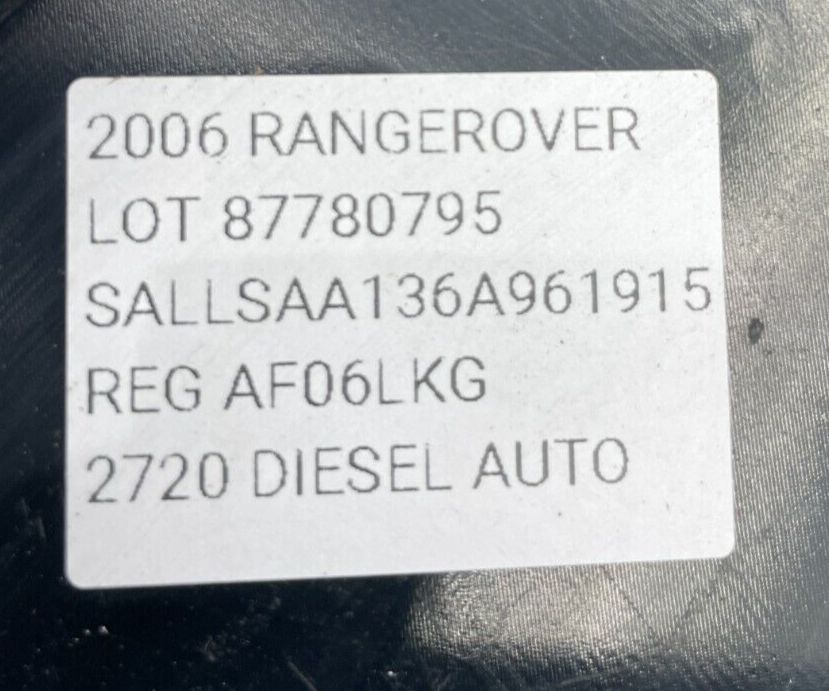 2006 RANGEROVER
LOT 87780795
SALLSAA136A961915
REG AF06LKG
2720 DIESEL AUTO